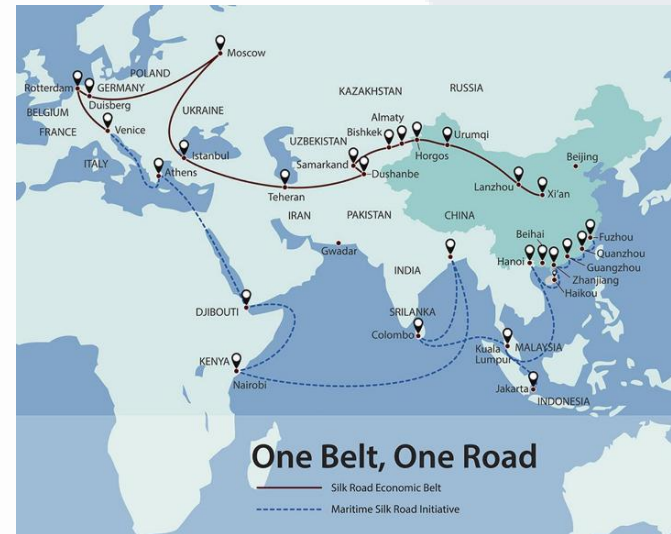 Moscow
POLAND
Rotterdam
GERMANY
Duisberg
BELGIUM
FRANCE
UKRAINE
Venice
ITALY
Athens
Istanbul
KAZAKHSTAN
RUSSIA
Almaty
Bishkek
UZBEKISTAN
Samarkand
Horgos
Urumqi
Dushanbe
Teheran
IRAN
PAKISTAN
Gwadar
Beijing
Lanzhou
Xi'an
CHINA
INDIA
Beihai
Hanoi
Fuzhou
Quanzhou
Guangzhou
Zhanjiang
Haikou
DJIBOUTI
KENYA
Nairobi
SRILANKA
Colombo
Kuala
Lumpur
MALAYSIA
Jakarta
INDONESIA
One Belt, One Road
Silk Road Economic Belt
Maritime Silk Road Initiative